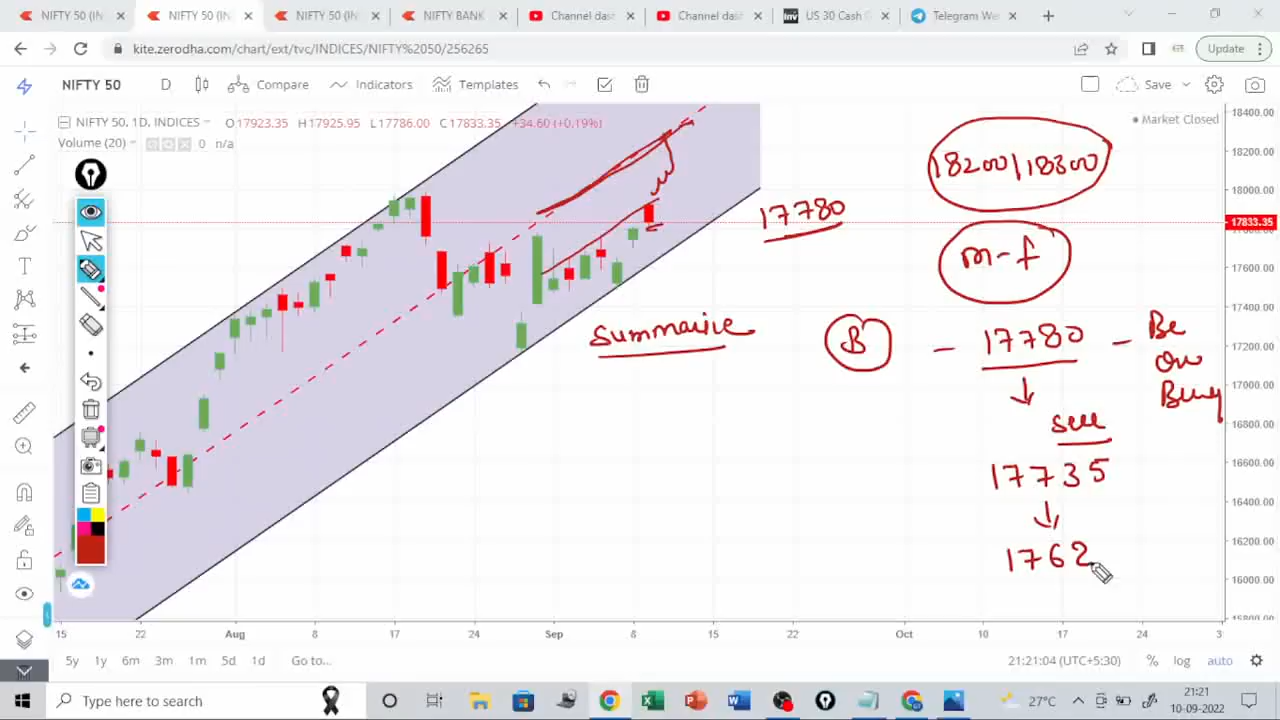 NIFTY 50 (IN
NIFTY 50 (IN
NIFTY 50 (IN
NIFTY BANK
Channel das
Channel das
US 30 Cash
Telegram We
kite.zerodha.com/chart/ext/tvc/INDICES/NIFTY%2050/256265
Update
NIFTY 50
D
Compare
Indicators
Templates
Save
NIFTY 50, 1D, INDICES
O17923.35 H17925.95 L17786.00 C17833.35 +34.60 (+0.19%)
Volume (20)
0 n/a
Market Closed
18400.00
18200.00
18000.00
17833.35
17600.00
17400.00
17200.00
17000.00
16800.00
16600.00
16400.00
16200.00
16000.00
15800.00
18200/18300
17780
m-f
Summarise
B - 17780 - Be
on
Buy
sell
17735
1762
T
15 22 Aug 8 17 24 Sep 8 15 22 Oct 10 17 24 3
5y 1y 6m 3m 1m 5d 1d Go to...
21:21:04 (UTC+5:30) % log auto
Type here to search
27°C
21:21
10-09-2022